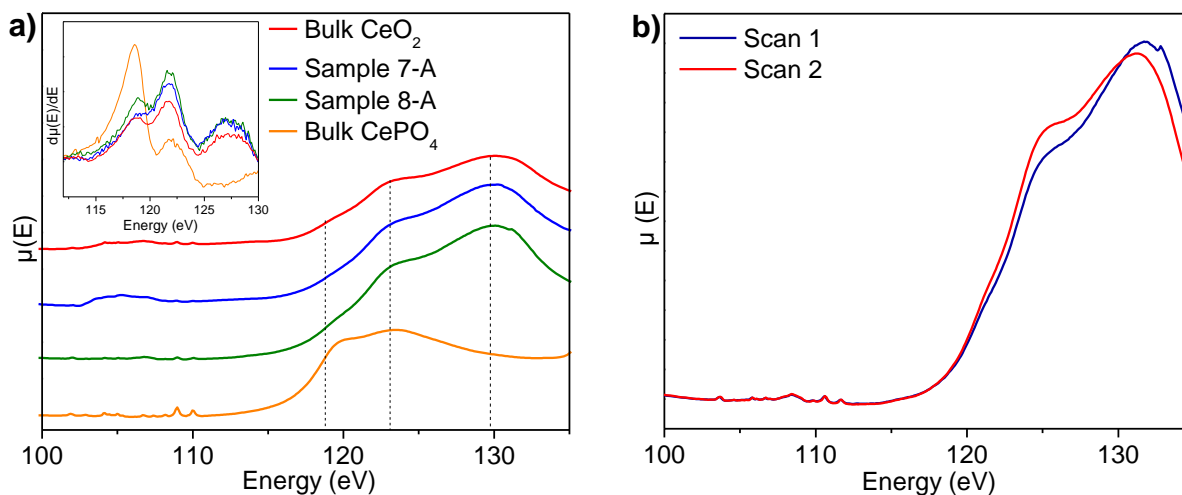 a)
Bulk CeO2
Sample 7-A
Sample 8-A
Bulk CePO4
dµ(E)/dE
115 120 125 130
Energy (eV)
µ(E)
100 110 120 130
Energy (eV)
b)
Scan 1
Scan 2
µ (E)
100 110 120 130
Energy (eV)